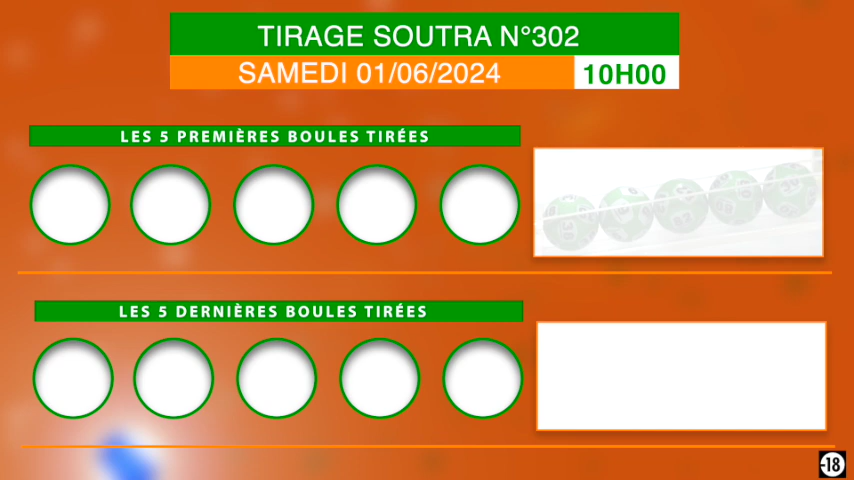 TIRAGE SOUTRA N°302
SAMEDI 01/06/2024
10H00
LES 5 PREMIÈRES BOULES TIRÉES
LES 5 DERNIÈRES BOULES TIRÉES
-18